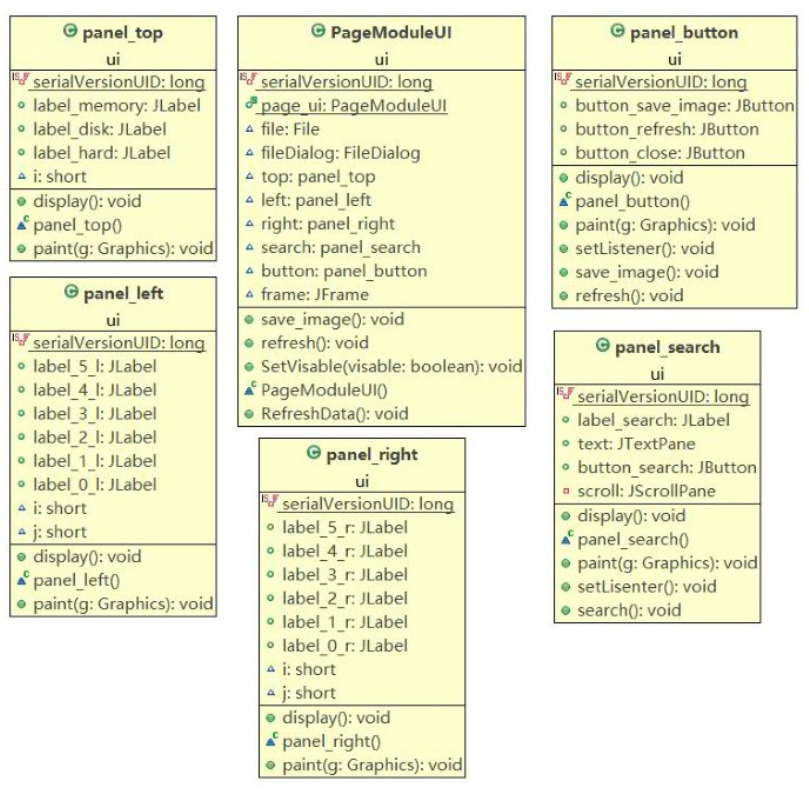 panel_top
ui
serialVersionUID: long
label_memory: JLabel
label_disk: JLabel
label_hard: JLabel
i: short
display(): void
panel_top()
paint(g: Graphics): void
panel_left
ui
serialVersionUID: long
label_5_l: JLabel
label_4_l: JLabel
label_3_l: JLabel
label_2_l: JLabel
label_1_l: JLabel
label_0_l: JLabel
i: short
j: short
display(): void
panel_left()
paint(g: Graphics): void
PageModuleUI
ui
serialVersionUID: long
page_ui: PageModuleUI
file: File
fileDialog: FileDialog
top: panel_top
left: panel_left
right: panel_right
search: panel_search
button: panel_button
frame: JFrame
save_image(): void
refresh(): void
SetVisable(visable: boolean): void
PageModuleUI()
RefreshData(): void
panel_right
ui
serialVersionUID: long
label_5_r: JLabel
label_4_r: JLabel
label_3_r: JLabel
label_2_r: JLabel
label_1_r: JLabel
label_0_r: JLabel
i: short
j: short
display(): void
panel_right()
paint(g: Graphics): void
panel_button
ui
serialVersionUID: long
button_save_image: JButton
button_refresh: JButton
button_close: JButton
display(): void
panel_button()
paint(g: Graphics): void
setListener(): void
save_image(): void
refresh(): void
panel_search
ui
serialVersionUID: long
label_search: JLabel
text: JTextPane
button_search: JButton
scroll: JScrollPane
display(): void
panel_search()
paint(g: Graphics): void
setLisenter(): void
search(): void